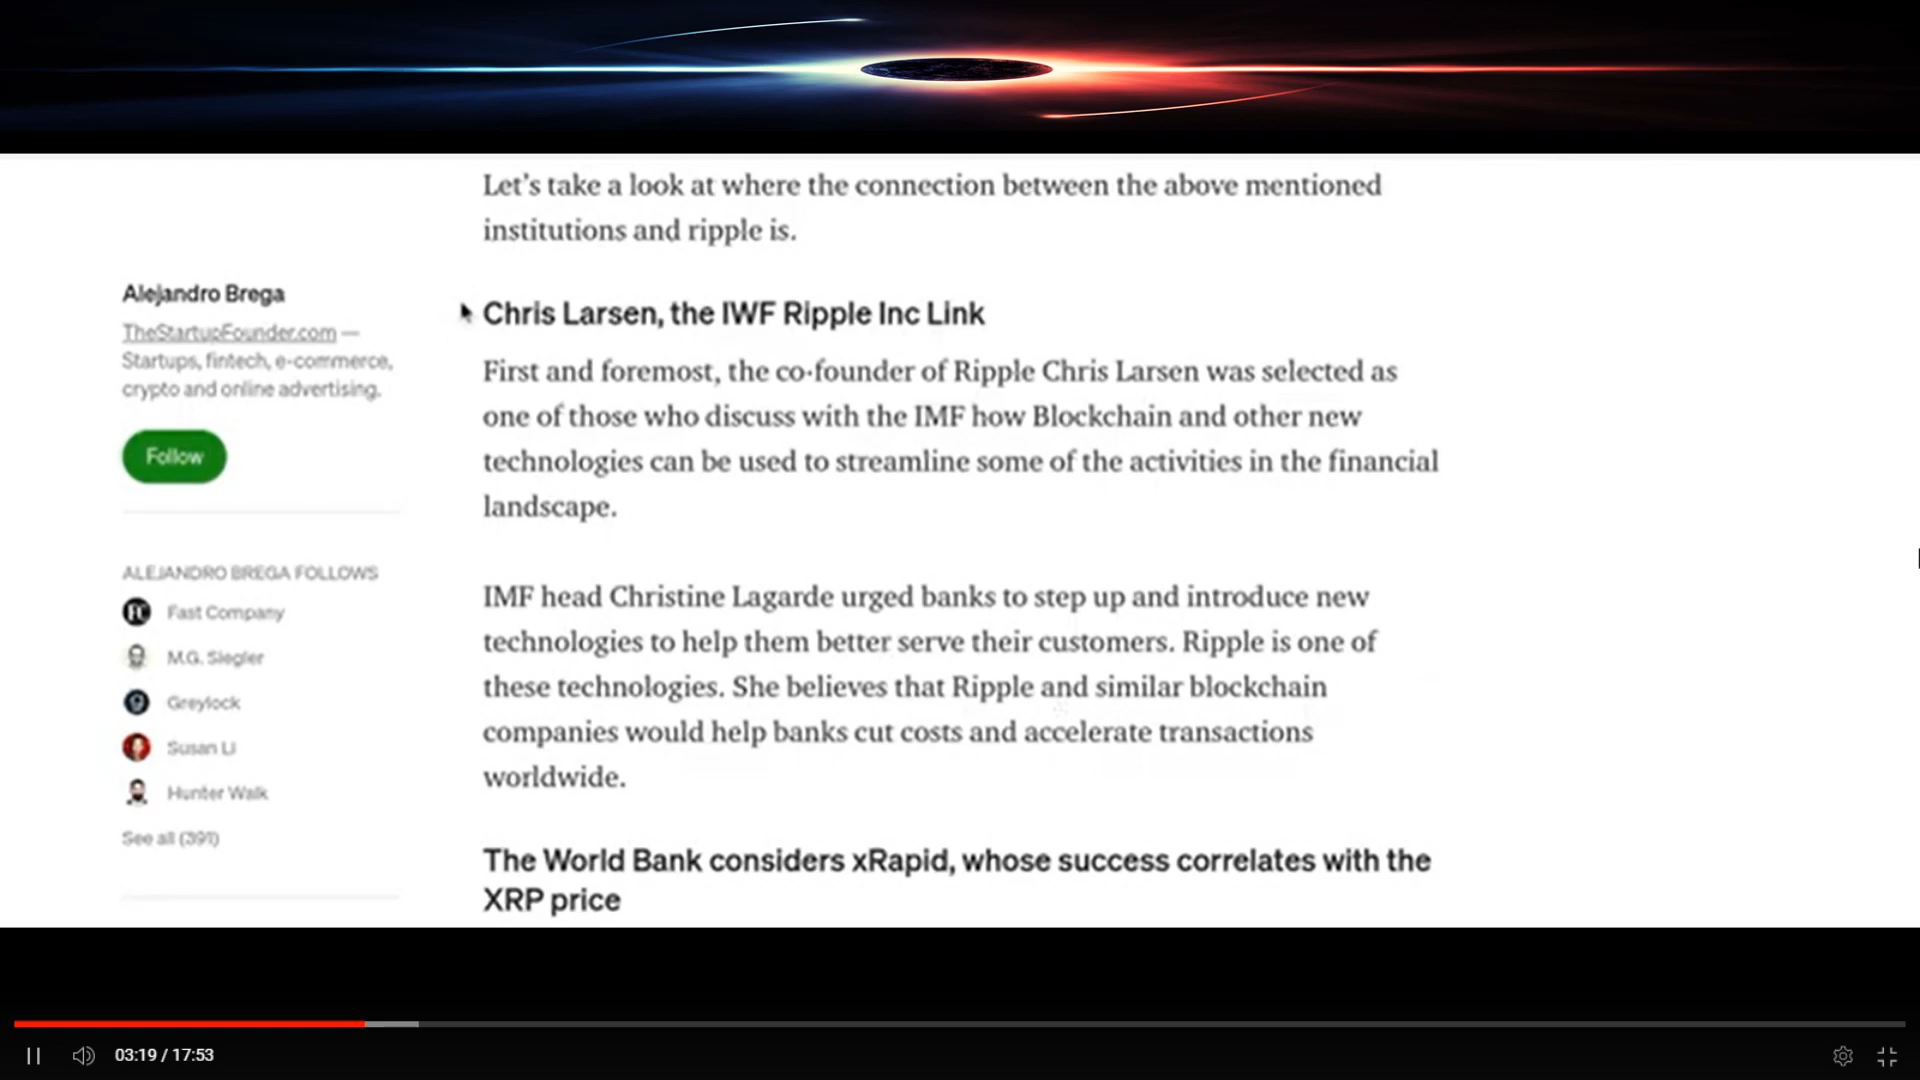 Let's take a look at where the connection between the above mentioned
institutions and ripple is.
Alejandro Brega
TheStartupFounder.com —
Startups, fintech, e-commerce,
crypto and online advertising.
Follow
ALEJANDRO BREGA FOLLOWS
Fast Company
M.G. Siegler
Greylock
Susan Li
Hunter Walk
See all (391)
Chris Larsen, the IWF Ripple Inc Link
First and foremost, the co-founder of Ripple Chris Larsen was selected as
one of those who discuss with the IMF how Blockchain and other new
technologies can be used to streamline some of the activities in the financial
landscape.
IMF head Christine Lagarde urged banks to step up and introduce new
technologies to help them better serve their customers. Ripple is one of
these technologies. She believes that Ripple and similar blockchain
companies would help banks cut costs and accelerate transactions
worldwide.
The World Bank considers xRapid, whose success correlates with the
XRP price
03:19 / 17:53